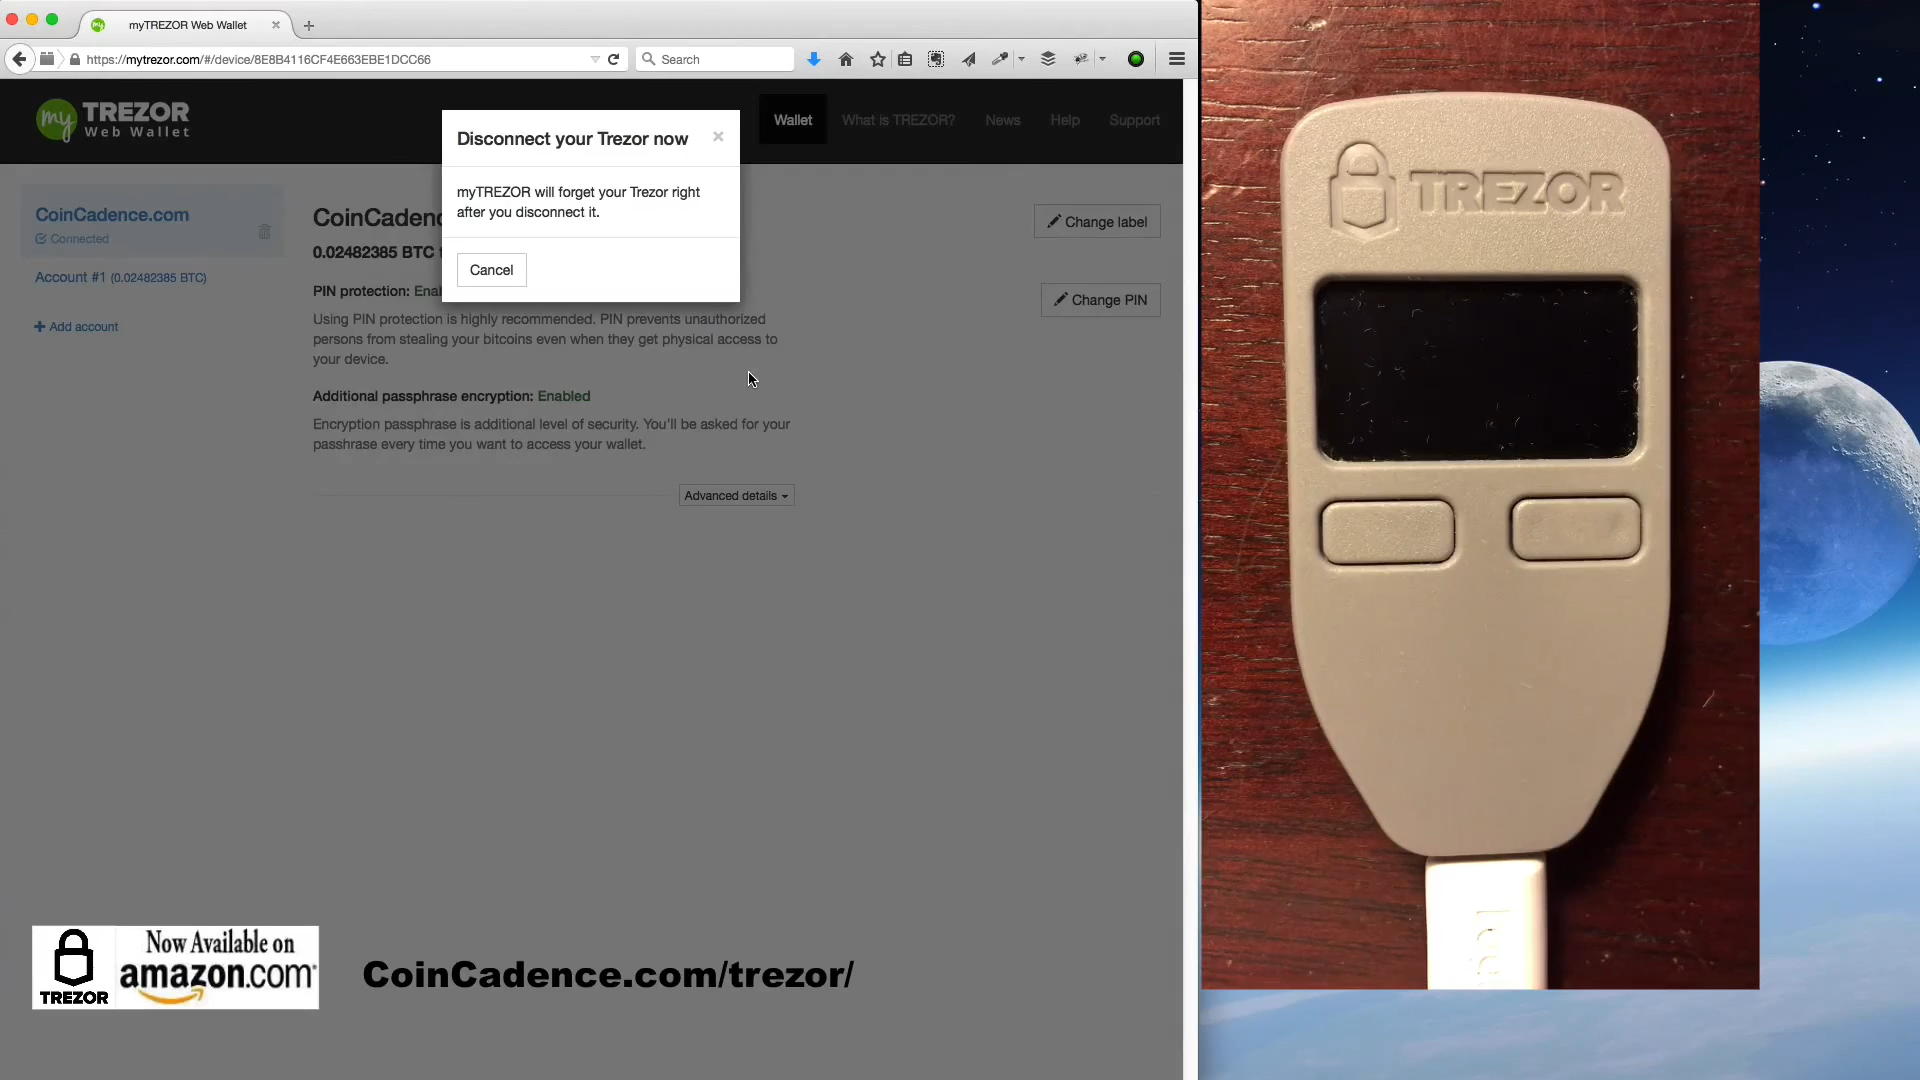 myTREZOR Web Wallet
https://mytrezor.com/#/device/8E8B4116CF4E663EBE1DCC66
Search
my TREZOR
Web Wallet
Wallet
What is TREZOR?
News
Help
Support
Disconnect your Trezor now
myTREZOR will forget your Trezor right
after you disconnect it.
Cancel
CoinCadence.com
Connected
Account #1 (0.02482385 BTC)
Add account
CoinCadenc
0.02482385 BTC
Change label
PIN protection: Ena
Change PIN
Using PIN protection is highly recommended. PIN prevents unauthorized
persons from stealing your bitcoins even when they get physical access to
your device.
Additional passphrase encryption: Enabled
Encryption passphrase is additional level of security. You'll be asked for your
passhrase every time you want to access your wallet.
Advanced details
TREZOR
Now Available on
amazon.com
TREZOR
CoinCadence.com/trezor/